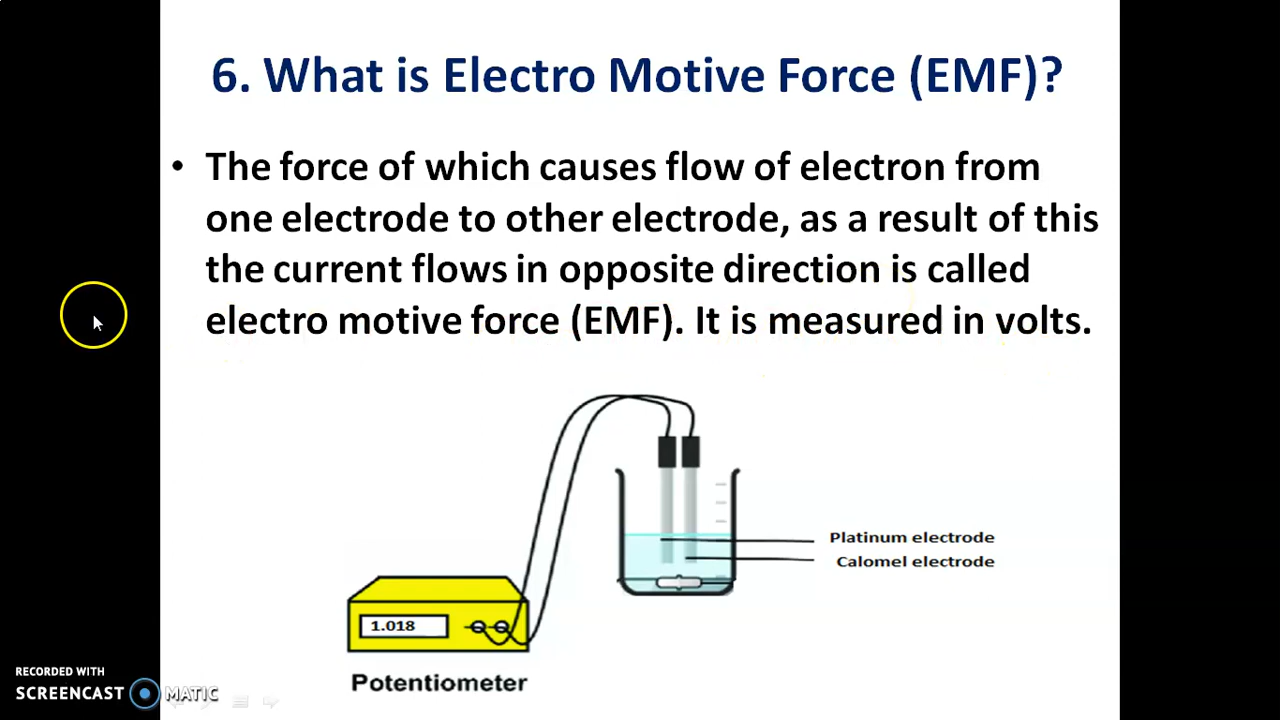 6. What is Electro Motive Force (EMF)?
• The force of which causes flow of electron from
one electrode to other electrode, as a result of this
the current flows in opposite direction is called
electro motive force (EMF). It is measured in volts.
Platinum electrode
Calomel electrode
1.018
Potentiometer
RECORDED WITH
SCREENCAST MATIC